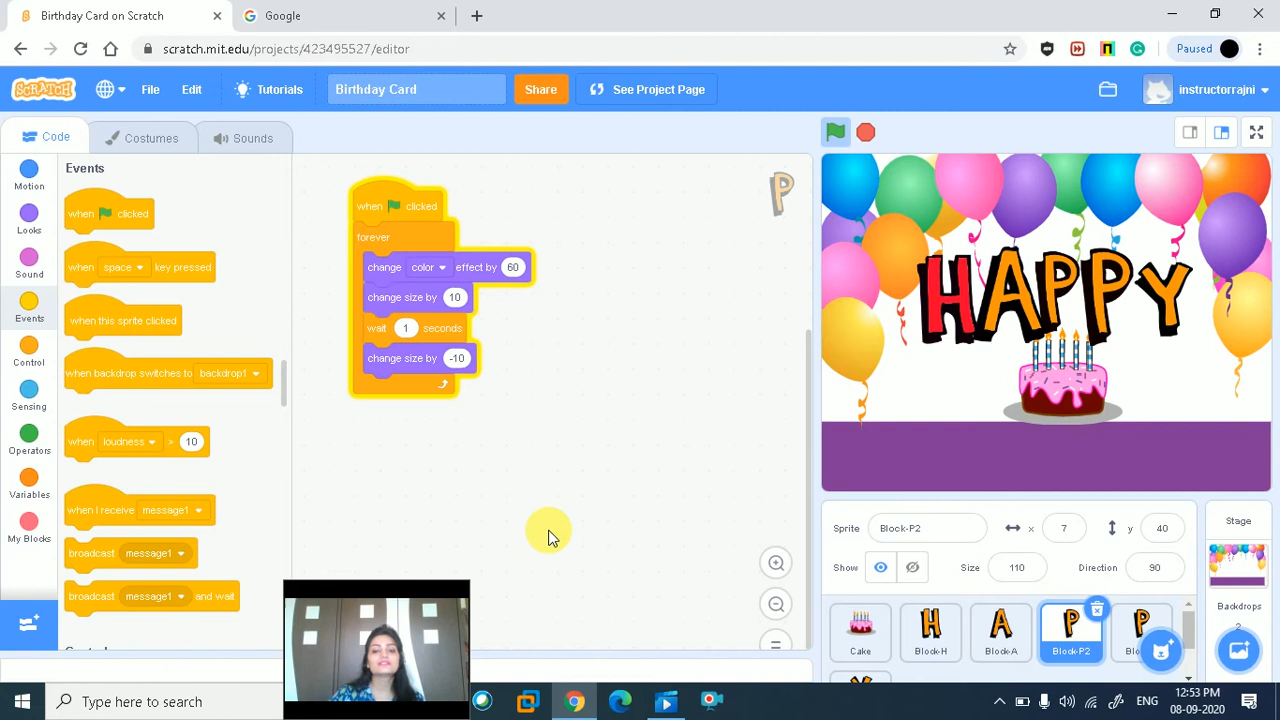 Birthday Card on Scratch
Google
scratch.mit.edu/projects/423495527/editor
Paused
SCRATCH
File
Edit
Tutorials
Birthday Card
Share
See Project Page
instructorrajni
Code
Costumes
Sounds
Motion
Looks
Sound
Events
Control
Sensing
Operators
Variables
My Blocks
Events
when clicked
when space key pressed
when this sprite clicked
when backdrop switches to backdrop1
when loudness > 10
when I receive message1
broadcast message1
broadcast message1 and wait
when clicked
forever
change color effect by 60
change size by 10
wait 1 seconds
change size by -10
P
HAPPY
Sprite Block-P2 x 7 y 40
Show Size 110 Direction 90
Stage
Backdrops
2
Cake
Block-H
Block-A
Block-P2
Type here to search
ENG
12:53 PM
08-09-2020